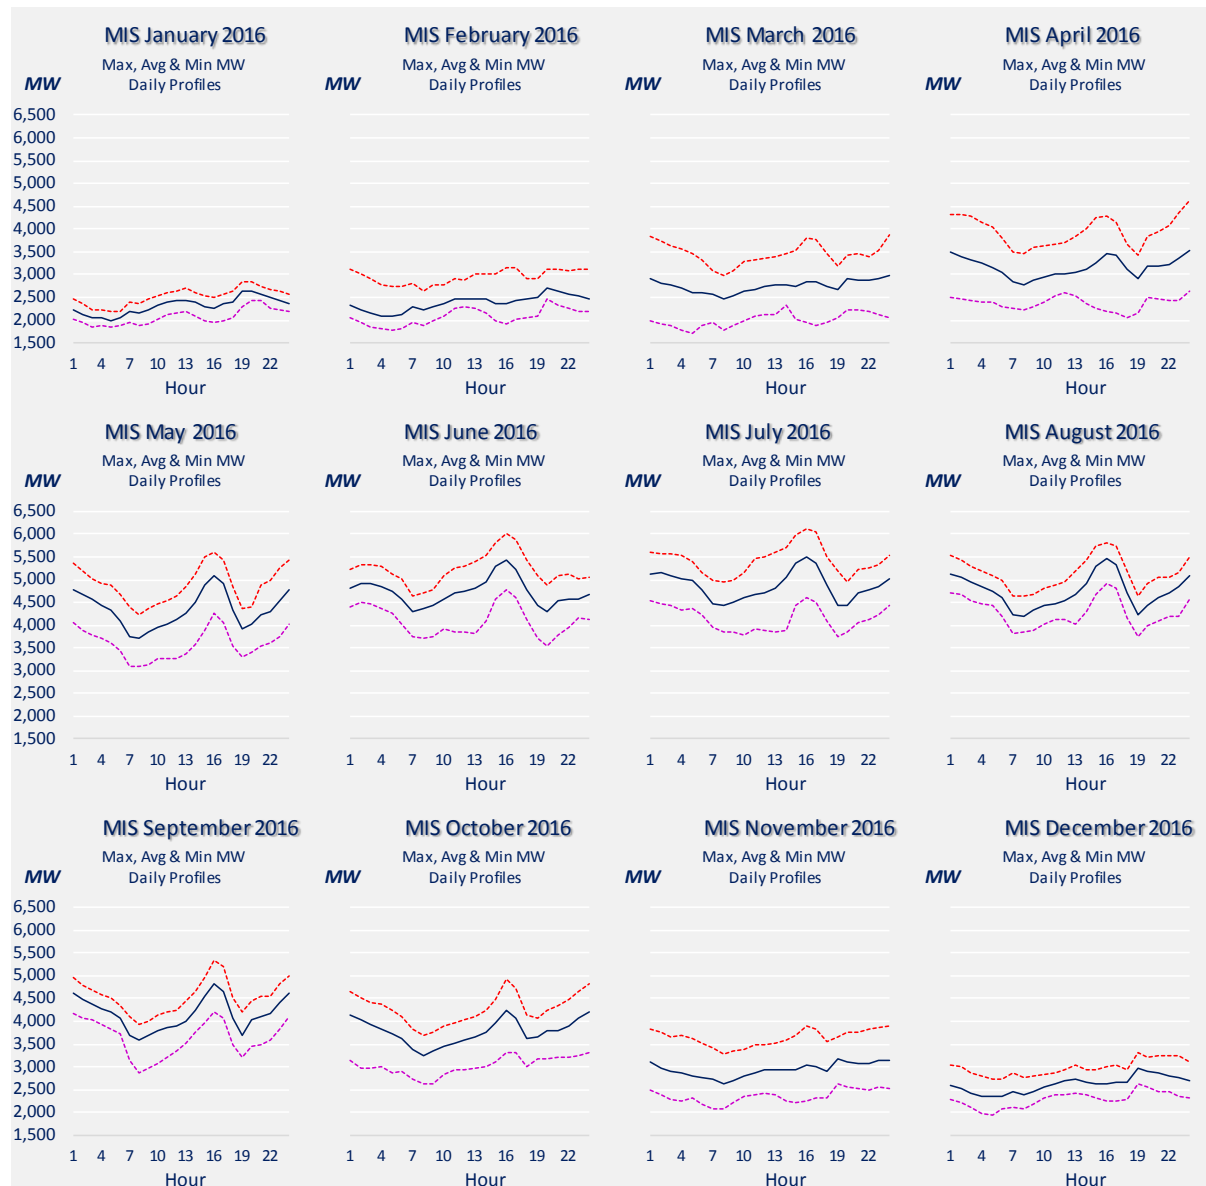 MIS January 2016 MIS February 2016 MIS March 2016 MIS April 2016
Max, Avg & Min MW Max, Avg & Min MW Max, Avg & Min MW Max, Avg & Min MW
MW Daily Profiles MW Daily Profiles MW Daily Profiles MW Daily Profiles
6,500
6,000
5,500
5,000
4,500
4,000
3,500
3,000
2,500
2,000
1,500
1 4 7 10 13 16 19 22 1 4 7 10 13 16 19 22 1 4 7 10 13 16 19 22 1 4 7 10 13 16 19 22
Hour Hour Hour Hour
MIS May 2016 MIS June 2016 MIS July 2016 MIS August 2016
Max, Avg & Min MW Max, Avg & Min MW Max, Avg & Min MW Max, Avg & Min MW
MW Daily Profiles MW Daily Profiles MW Daily Profiles MW Daily Profiles
6,500
6,000
5,500
5,000
4,500
4,000
3,500
3,000
2,500
2,000
1,500
1 4 7 10 13 16 19 22 1 4 7 10 13 16 19 22 1 4 7 10 13 16 19 22 1 4 7 10 13 16 19 22
Hour Hour Hour Hour
MIS September 2016 MIS October 2016 MIS November 2016 MIS December 2016
Max, Avg & Min MW Max, Avg & Min MW Max, Avg & Min MW Max, Avg & Min MW
MW Daily Profiles MW Daily Profiles MW Daily Profiles MW Daily Profiles
6,500
6,000
5,500
5,000
4,500
4,000
3,500
3,000
2,500
2,000
1,500
1 4 7 10 13 16 19 22 1 4 7 10 13 16 19 22 1 4 7 10 13 16 19 22 1 4 7 10 13 16 19 22
Hour Hour Hour Hour